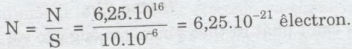 N = N/S = 6,25.10^16/10.10^-6 = 6,25.10^-21 êlectron.